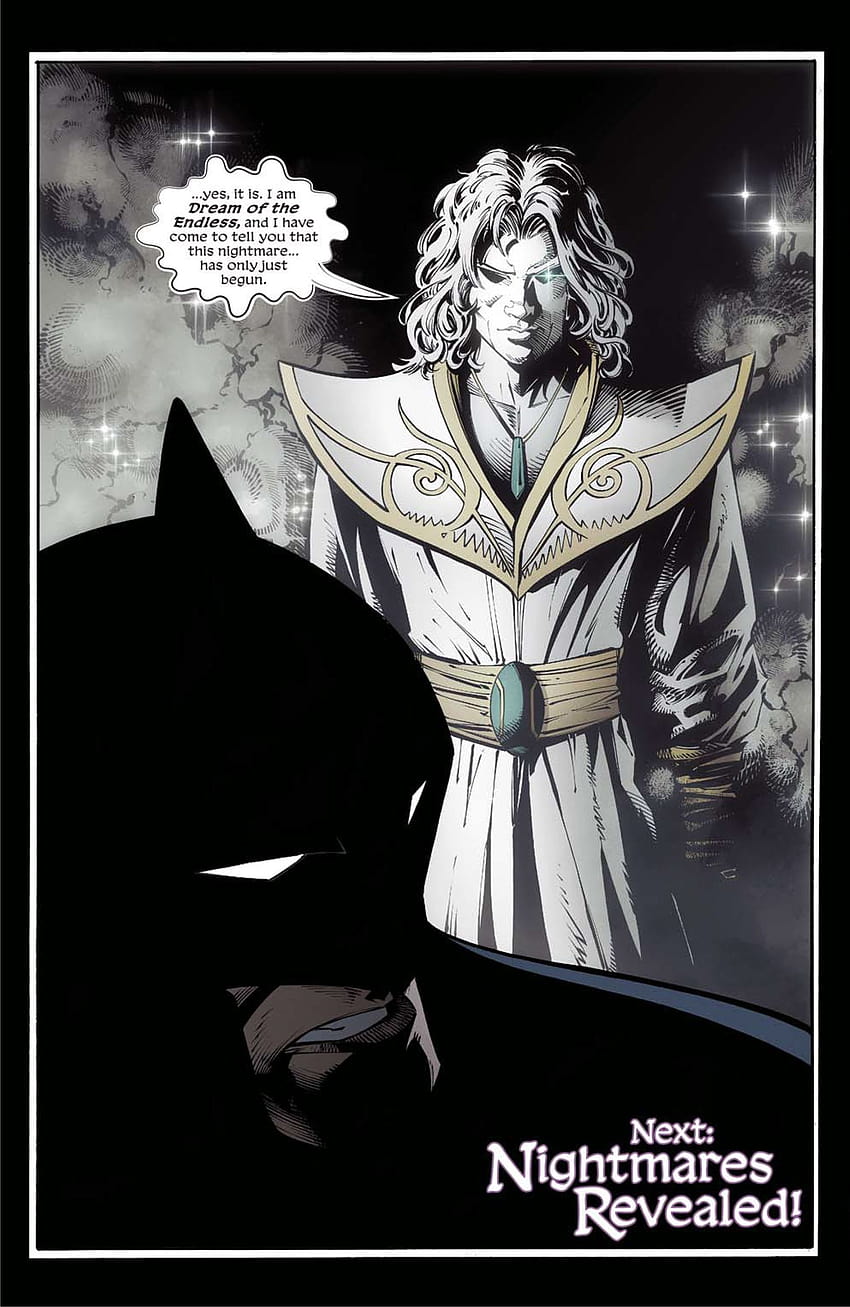 ...yes, it is. I am
Dream of the
Endless, and I have
come to tell you that
this nightmare...
has only just
begun.
Next:
Nightmares
Revealed!